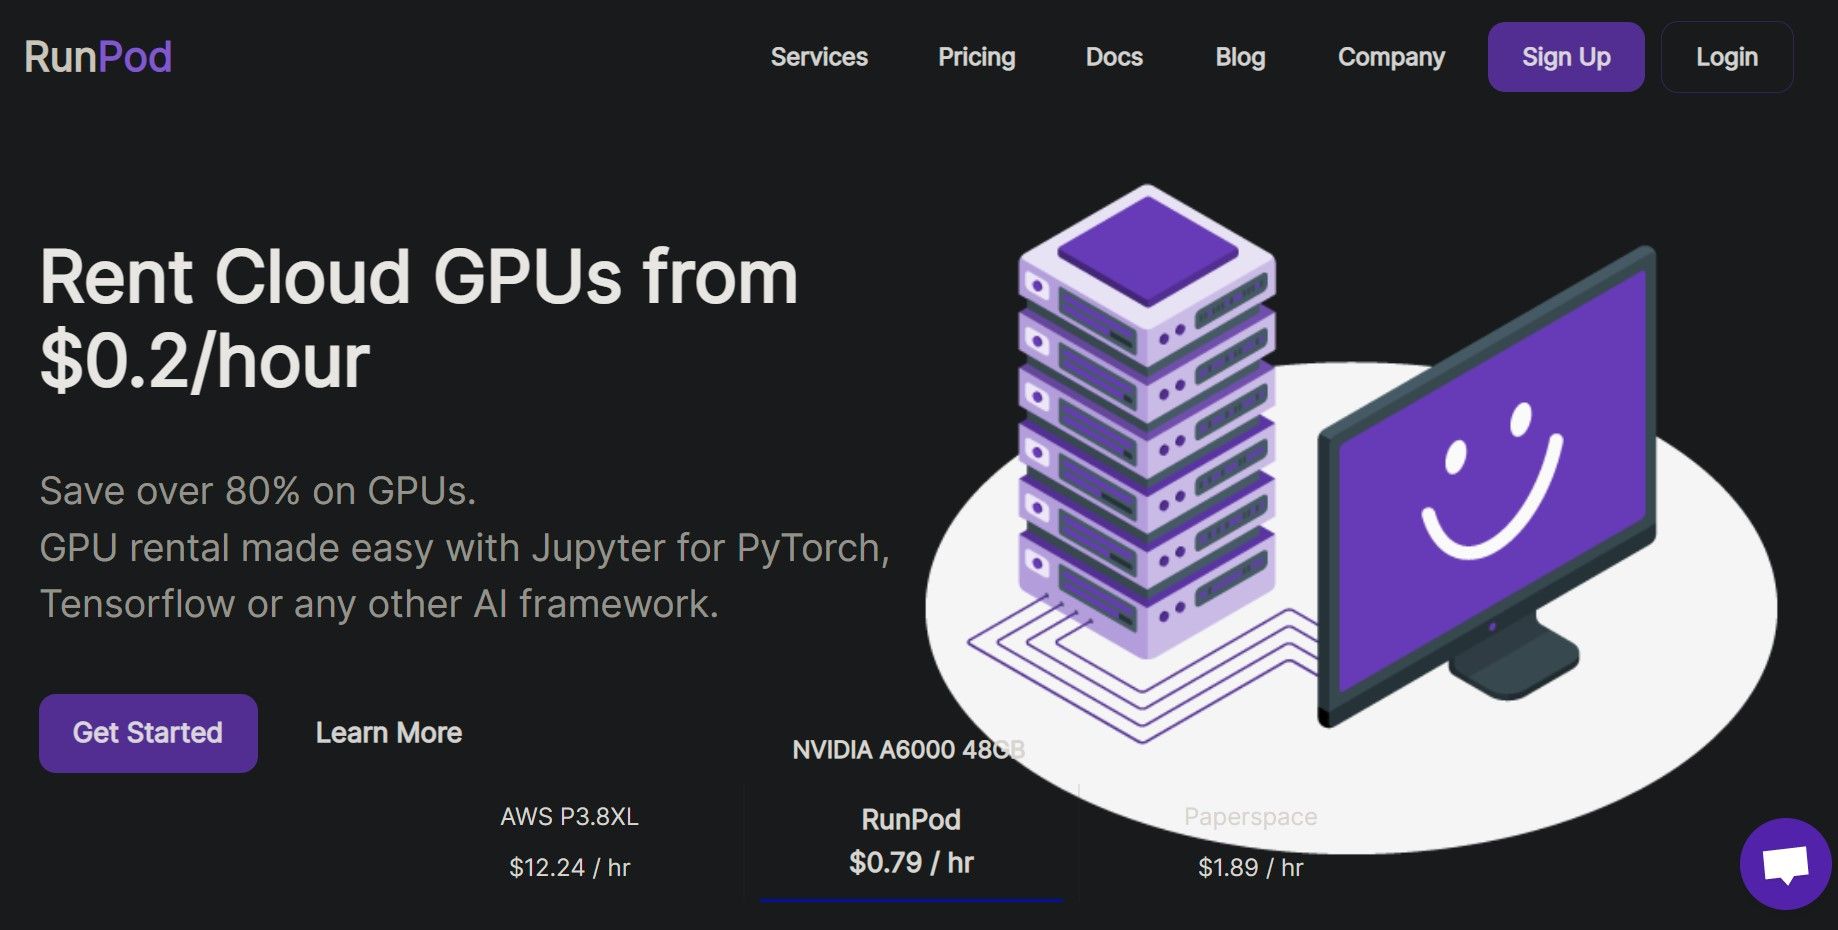 RunPod
Services Pricing Docs Blog Company Sign Up Login
Rent Cloud GPUs from
$0.2/hour
Save over 80% on GPUs.
GPU rental made easy with Jupyter for PyTorch,
Tensorflow or any other AI framework.
Get Started Learn More
NVIDIA A6000 48GB
AWS P3.8XL RunPod Paperspace
$12.24 / hr $0.79 / hr $1.89 / hr